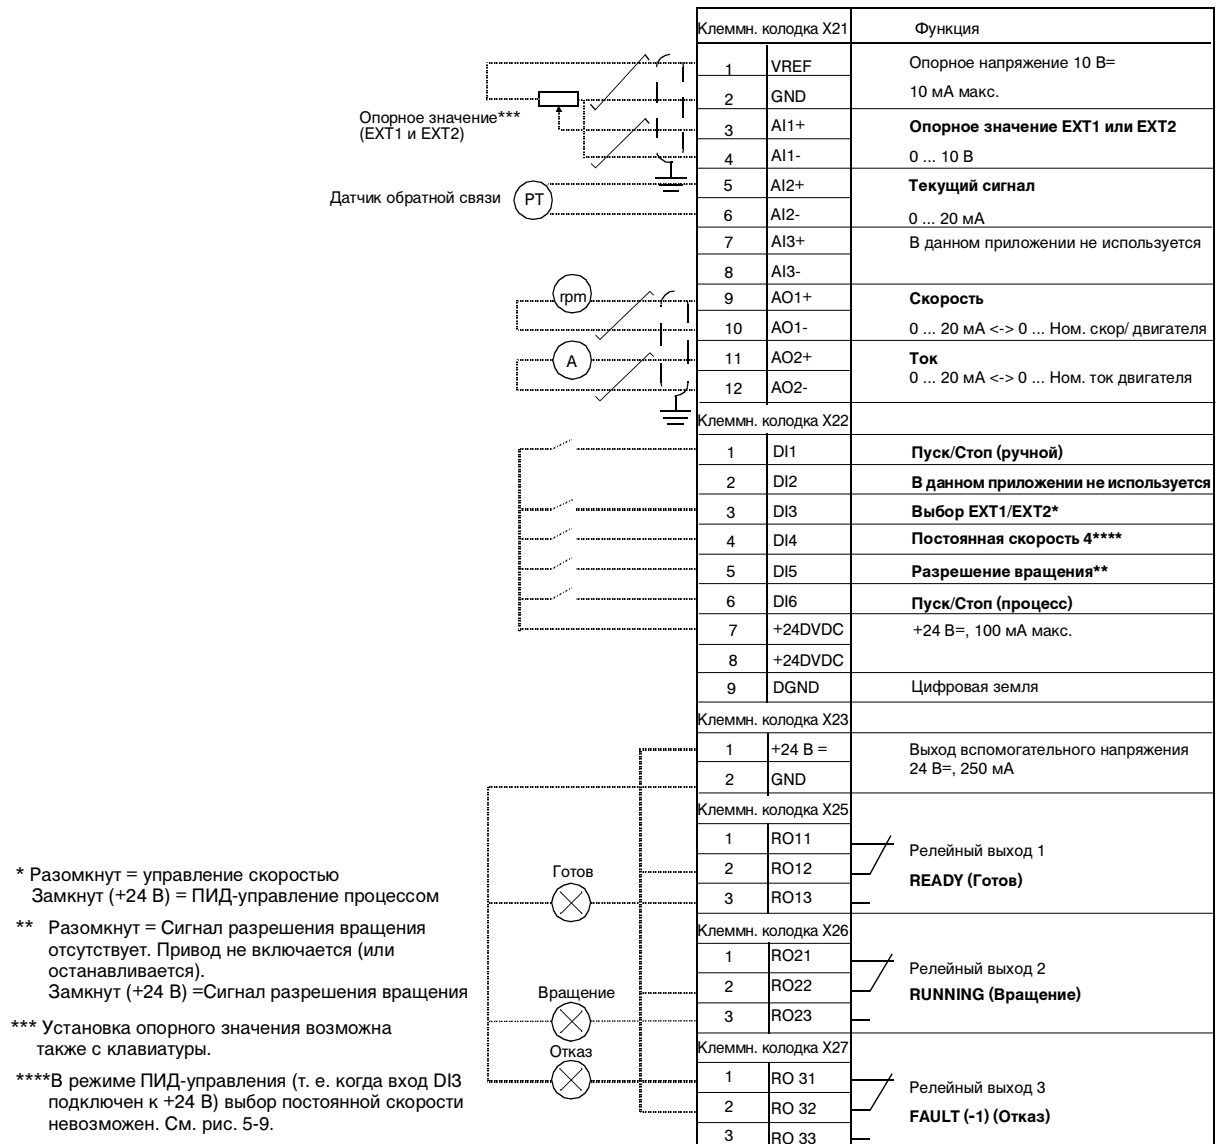 Клеммн. колодка X21 Функция
1 VREF Опорное напряжение 10 В=
2 GND 10 мА макс.
Опорное значение***
(EXT1 и EXT2)
3 AI1+ Опорное значение EXT1 или EXT2
4 AI1- 0 ... 10 В
Датчик обратной связи PT
5 AI2+ Текущий сигнал
6 AI2- 0 ... 20 мА
7 AI3+ В данном приложении не используется
8 AI3-
rpm
9 AO1+ Скорость
10 AO1- 0 ... 20 мА <-> 0 ... Ном. скор/ двигателя
A
11 AO2+ Ток
12 AO2- 0 ... 20 мА <-> 0 ... Ном. ток двигателя
Клеммн. колодка X22
1 DI1 Пуск/Стоп (ручной)
2 DI2 В данном приложении не используется
3 DI3 Выбор EXT1/EXT2*
4 DI4 Постоянная скорость 4****
5 DI5 Разрешение вращения**
6 DI6 Пуск/Стоп (процесс)
7 +24DVDC +24 В=, 100 мА макс.
8 +24DVDC
9 DGND Цифровая земля
Клеммн. колодка X23
1 +24 В = Выход вспомогательного напряжения
2 GND 24 В=, 250 мА
Клеммн. колодка X25
1 RO11 Релейный выход 1
2 RO12 READY (Готов)
3 RO13
Готов
Клеммн. колодка X26
1 RO21 Релейный выход 2
2 RO22 RUNNING (Вращение)
3 RO23
Вращение
Клеммн. колодка X27
Отказ
1 RO 31 Релейный выход 3
2 RO 32 FAULT (-1) (Отказ)
3 RO 33
* Разомкнут = управление скоростью
Замкнут (+24 В) = ПИД-управление процессом
** Разомкнут = Сигнал разрешения вращения
отсутствует. Привод не включается (или
останавливается).
Замкнут (+24 В) =Сигнал разрешения вращения
*** Установка опорного значения возможна
также с клавиатуры.
****В режиме ПИД-управления (т. е. когда вход DI3
подключен к +24 В) выбор постоянной скорости
невозможен. См. рис. 5-9.